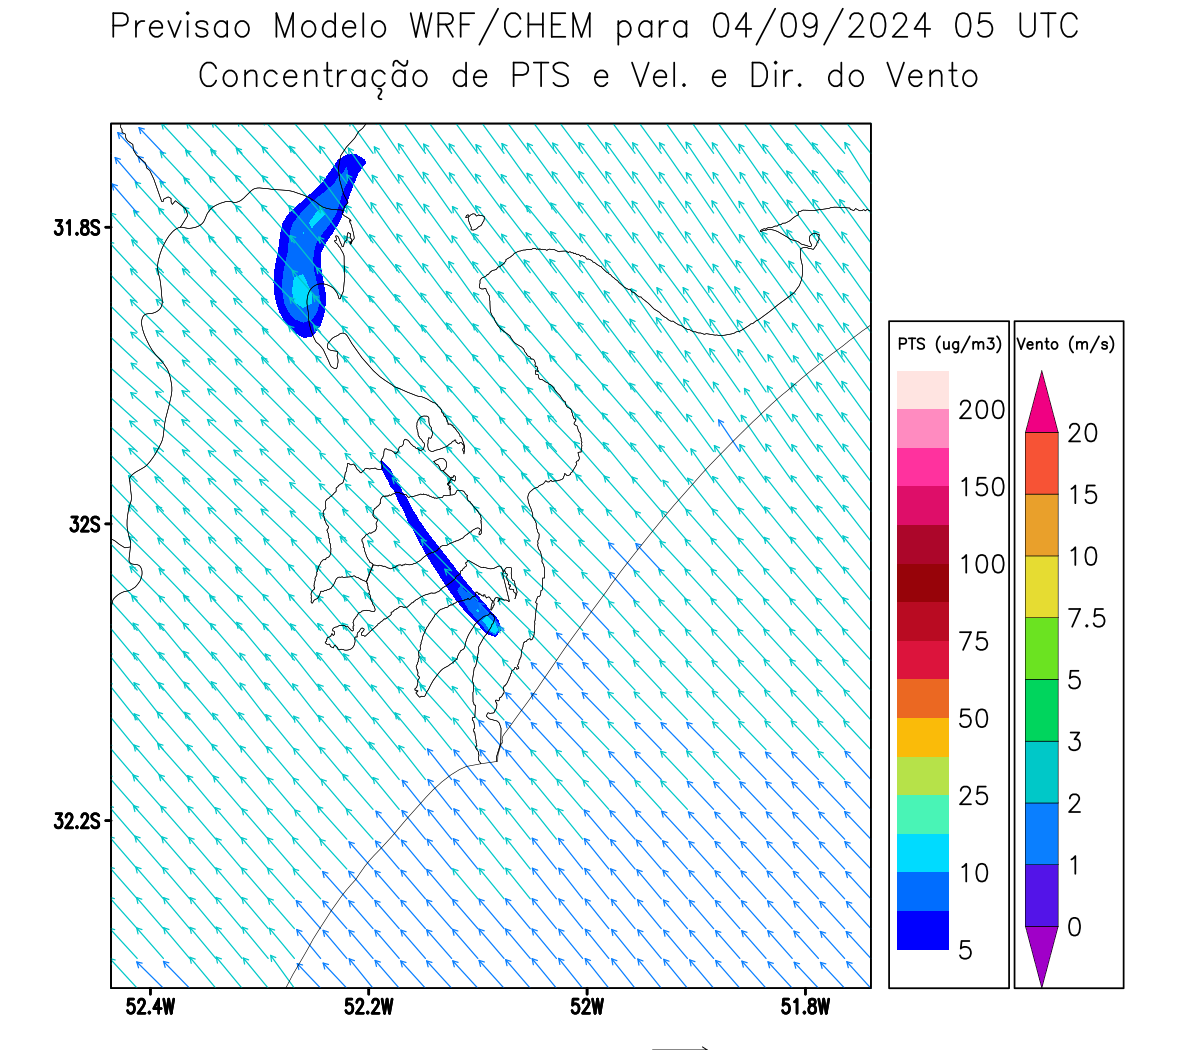 Previsao Modelo WRF/CHEM para 04/09/2024 05 UTC
Concentração de PTS e Vel. e Dir. do Vento
31.8S
32S
32.2S
52.4W 52.2W 52W 51.8W
PTS (ug/m3)
200
150
100
75
50
25
10
5
Vento (m/s)
20
15
10
7.5
5
3
2
1
0